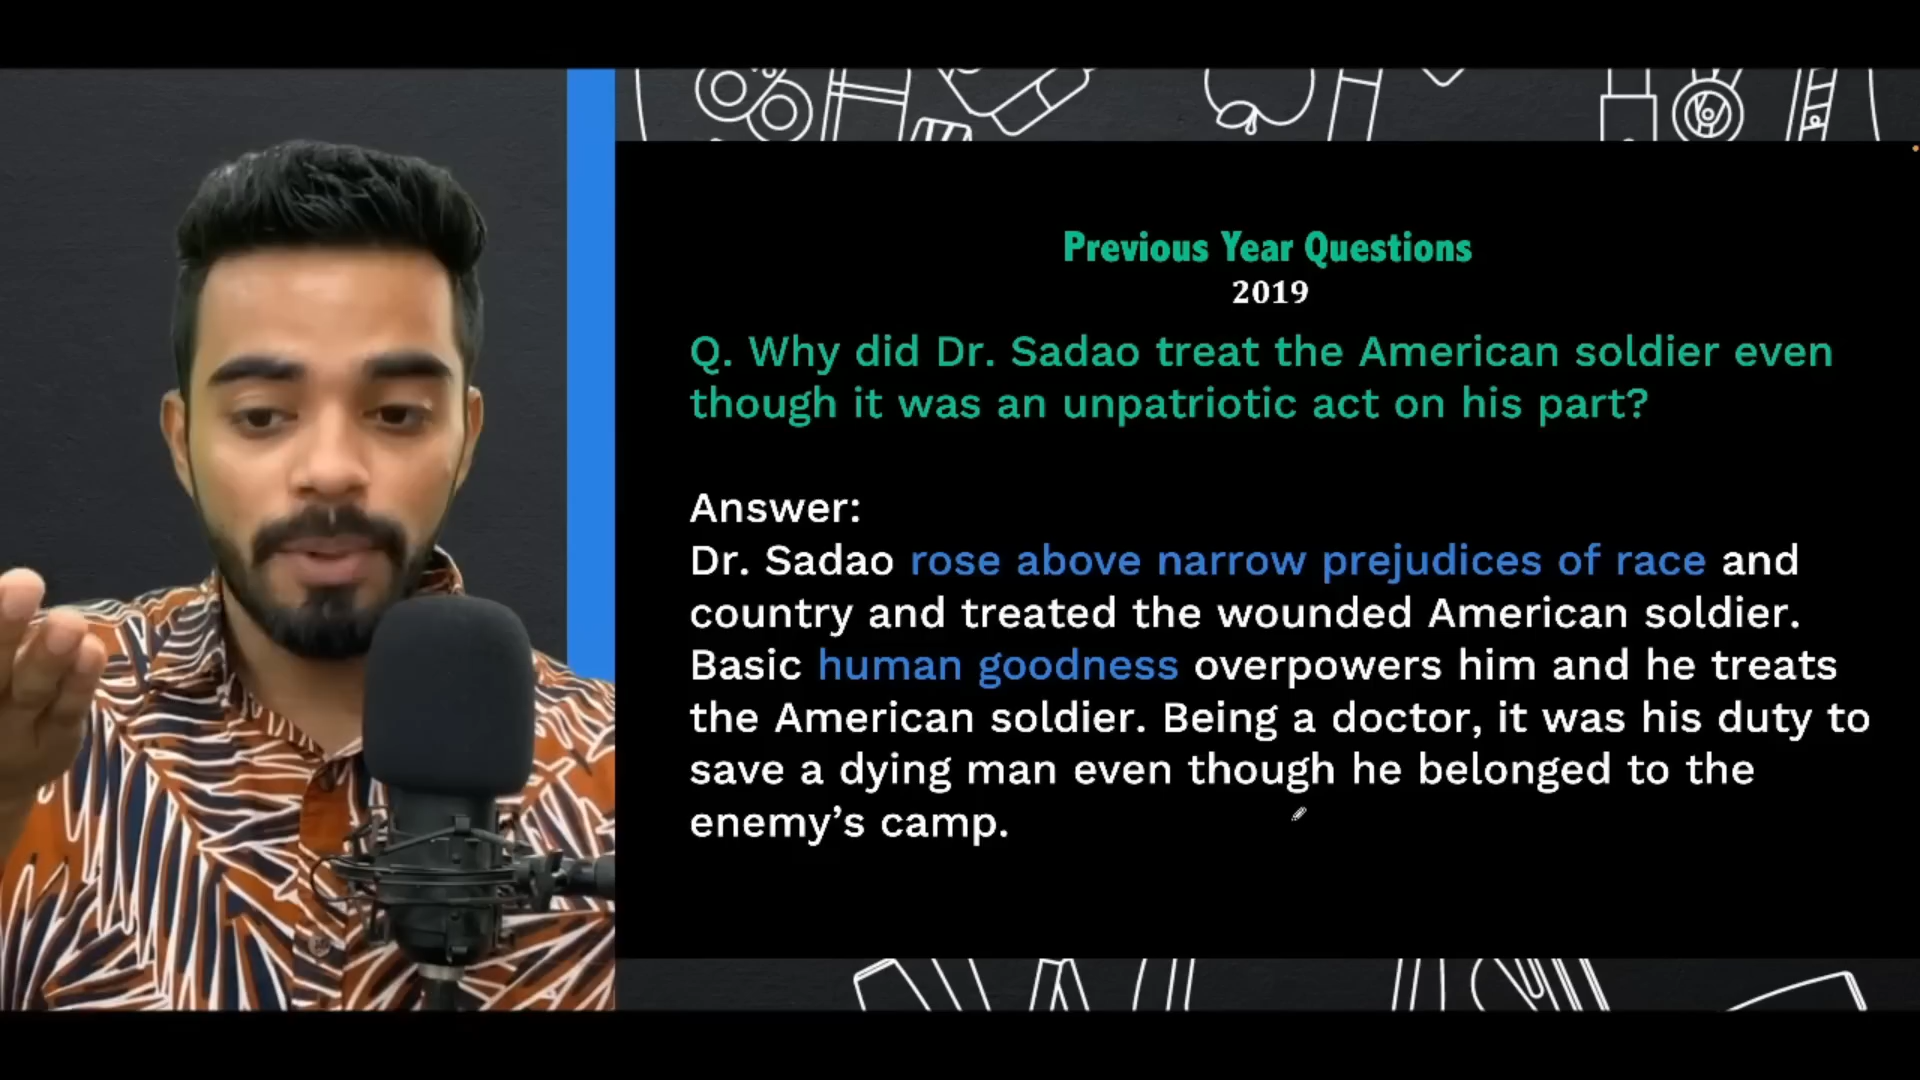 Previous Year Questions
2019
Q. Why did Dr. Sadao treat the American soldier even
though it was an unpatriotic act on his part?
Answer:
Dr. Sadao rose above narrow prejudices of race and
country and treated the wounded American soldier.
Basic human goodness overpowers him and he treats
the American soldier. Being a doctor, it was his duty to
save a dying man even though he belonged to the
enemy’s camp.